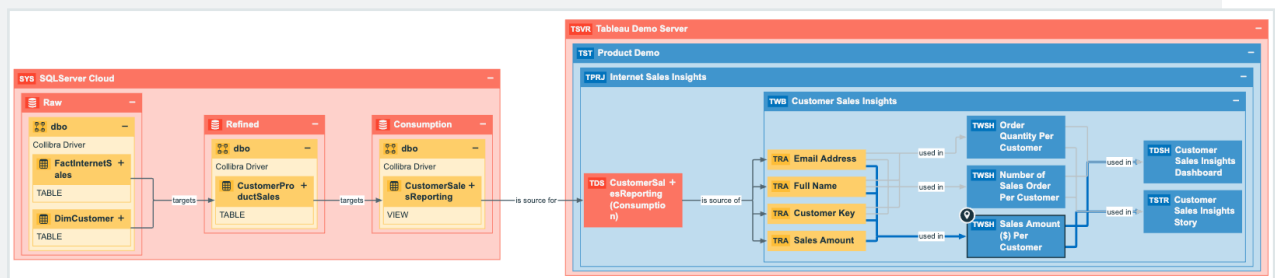 TSVR Tableau Demo Server –
TST Product Demo –
SYS SQLServer Cloud –
TPRJ Internet Sales Insights –
Raw –
TWB Customer Sales Insights –
dbo –
Collibra Driver
FactInternetS +
ales
TABLE
DimCustomer +
TABLE
targets
Refined –
dbo –
Collibra Driver
CustomerPro +
ductSales
TABLE
targets
Consumption –
dbo –
Collibra Driver
CustomerSale +
sReporting
VIEW
is source for
TDS CustomerSal +
esReporting
(Consumptio
n)
is source of
TRA Email Address
TRA Full Name
TRA Customer Key
TRA Sales Amount
used in
used in
used in
TWSH Order
Quantity Per
Customer
TWSH Number of
Sales Order
Per Customer
TWSH Sales Amount
($) Per
Customer
used in
used in
TDSH Customer
Sales Insights
Dashboard
TSTR Customer
Sales Insights
Story